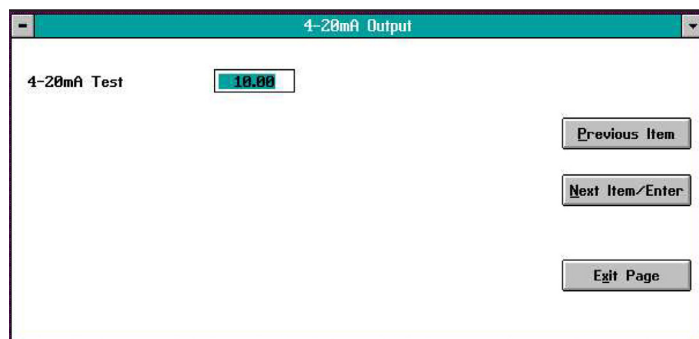 4-20mA Output
4-20mA Test 10.00
Previous Item
Next Item/Enter
Exit Page